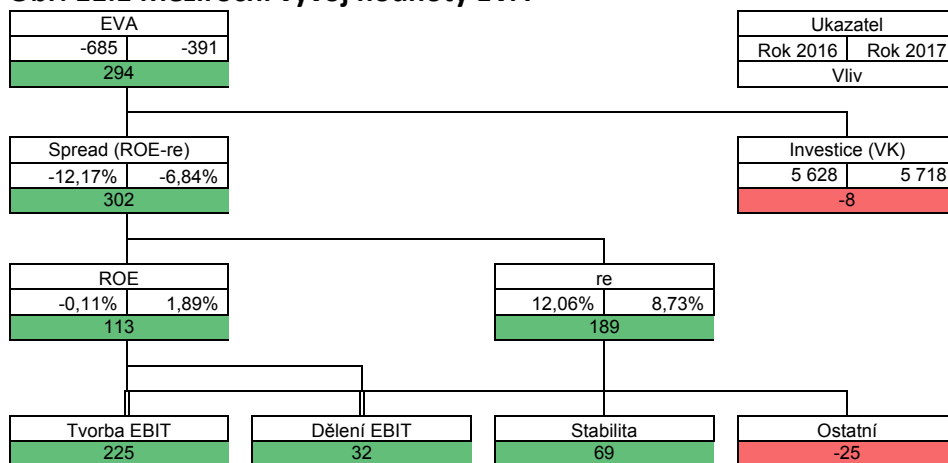 EVA
-685 -391
294
Ukazatel
Rok 2016 Rok 2017
Vliv
Spread (ROE-re)
-12,17% -6,84%
302
Investice (VK)
5 628 5 718
-8
ROE
-0,11% 1,89%
113
re
12,06% 8,73%
189
Tvorba EBIT
225
Dělení EBIT
32
Stabilita
69
Ostatní
-25